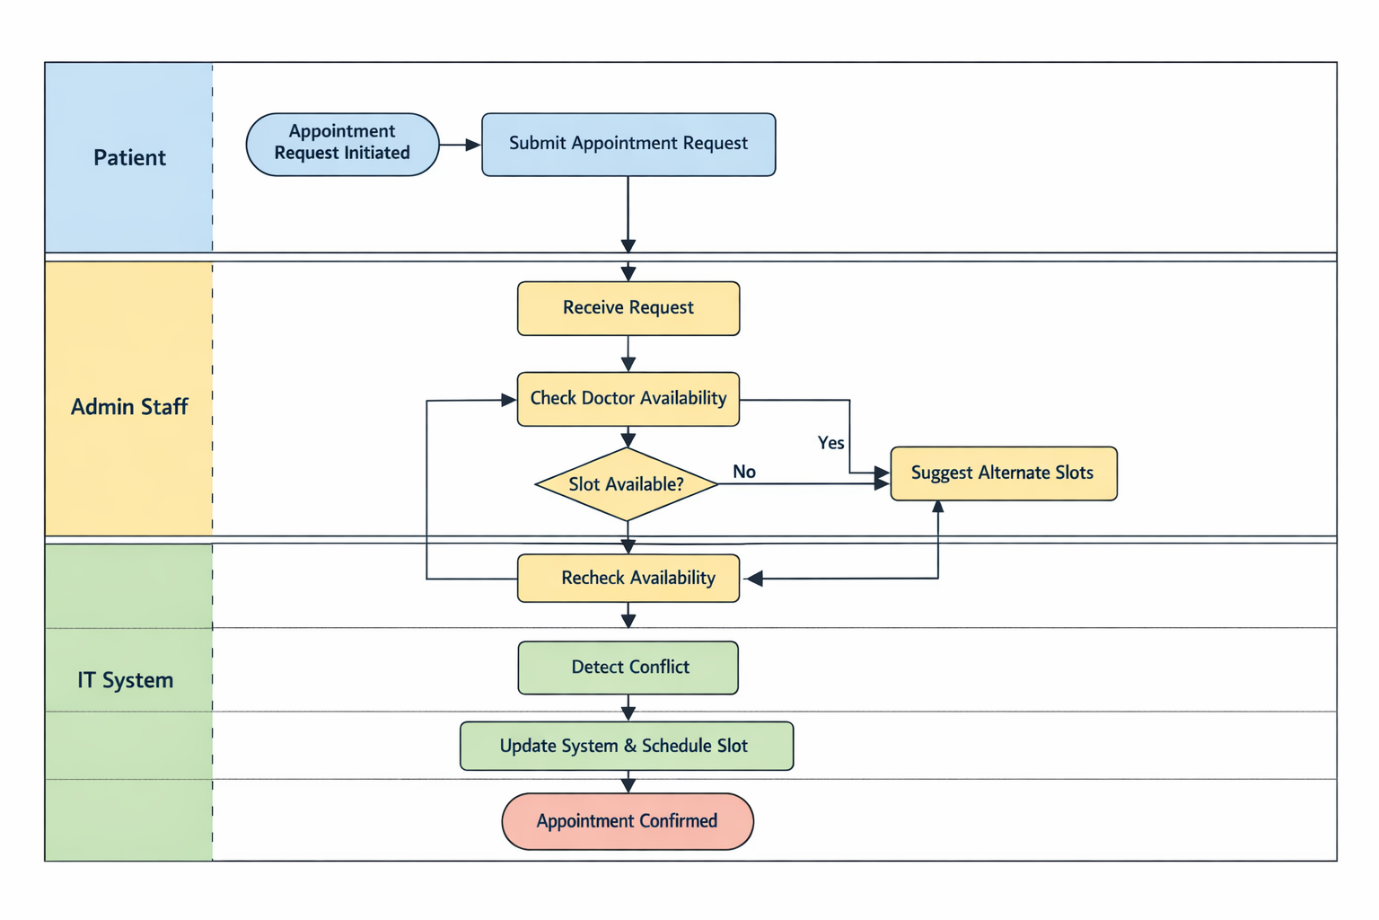 Patient
Appointment
Request Initiated
Submit Appointment Request
Admin Staff
Receive Request
Check Doctor Availability
Yes
No
Slot Available?
Suggest Alternate Slots
IT System
Recheck Availability
Detect Conflict
Update System & Schedule Slot
Appointment Confirmed